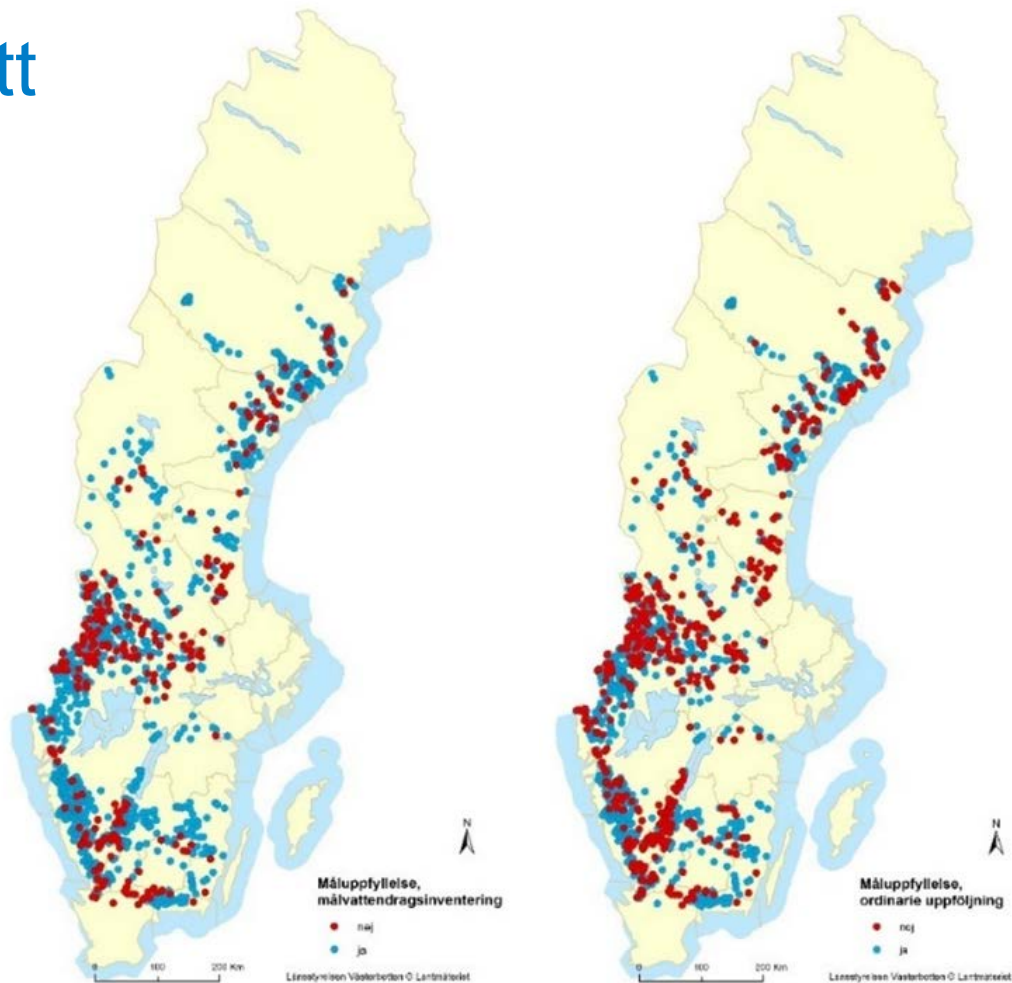 tt
N
Måluppfyllelse,
målvattendragsinventering
nej
ja
0 100 200 Km
Länsstyrelsen Västerbotten © Lantmäteriet
N
Måluppfyllelse,
ordinarie uppföljning
nej
ja
0 100 200 Km
Länsstyrelsen Västerbotten © Lantmäteriet